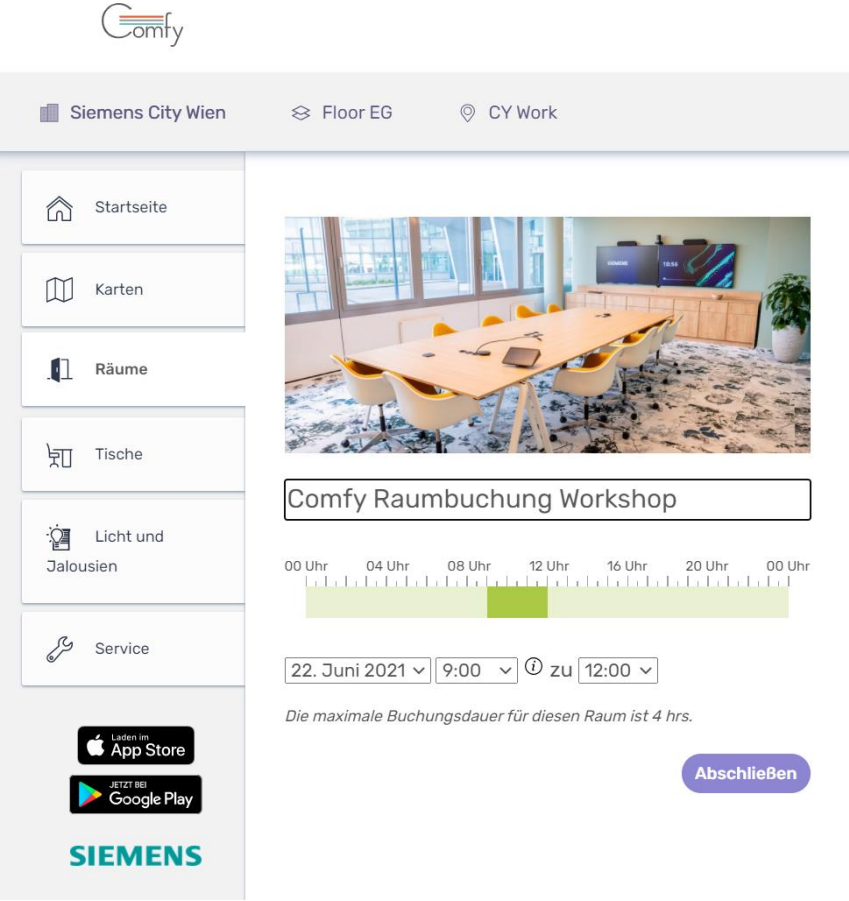 Comfy
Siemens City Wien
Floor EG
CY Work
Startseite
Karten
Räume
Tische
Licht und
Jalousien
Service
Laden im
App Store
JETZT BEI
Google Play
SIEMENS
SIEMENS
18:56
Comfy Raumbuchung Workshop
00 Uhr 04 Uhr 08 Uhr 12 Uhr 16 Uhr 20 Uhr 00 Uhr
22. Juni 2021 9:00 i zu 12:00
Die maximale Buchungsdauer für diesen Raum ist 4 hrs.
Abschließen